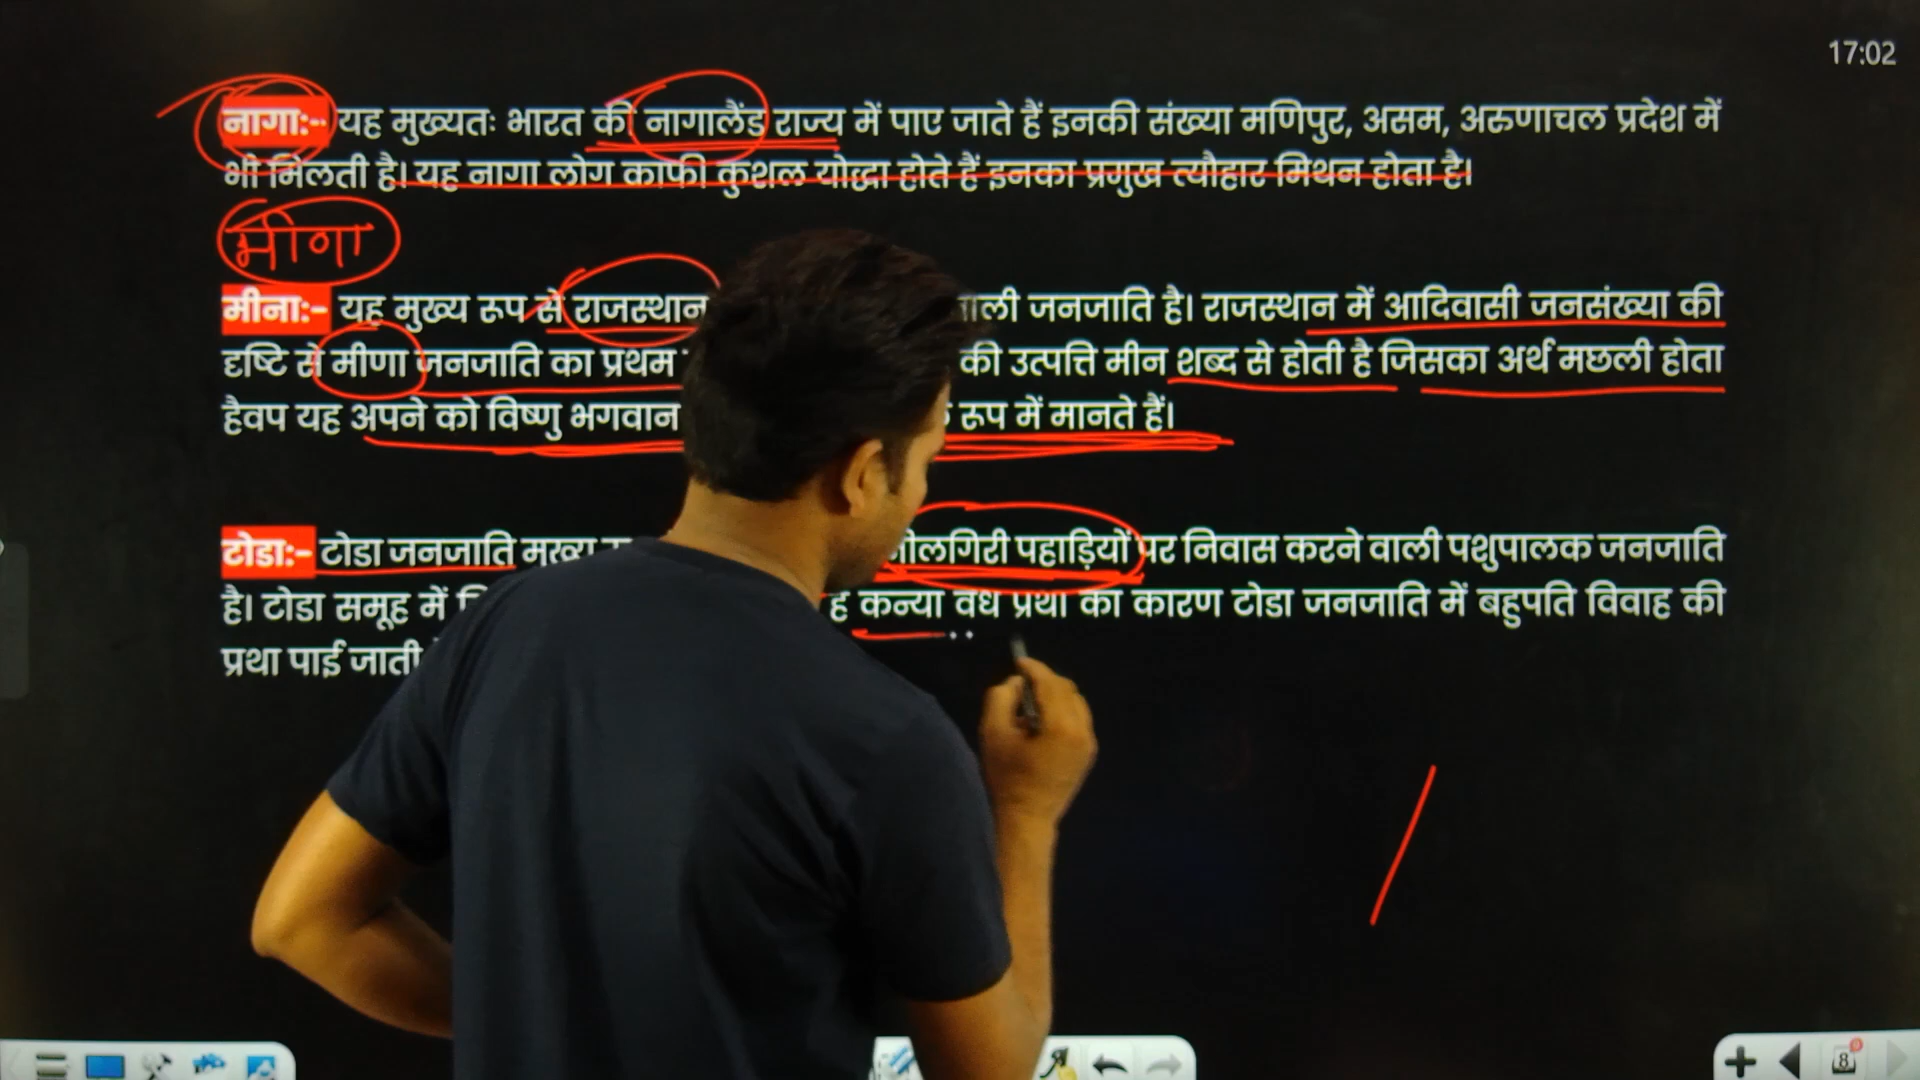 17:02
नागाः-- यह मुख्यतः भारत की नागालैंड राज्य में पाए जाते हैं इनकी संख्या मणिपुर, असम, अरुणाचल प्रदेश में
भी मिलती है। यह नागा लोग काफी कुशल योद्धा होते हैं इनका प्रमुख त्यौहार मिथन होता है।
मीणा
मीनाः- यह मुख्य रूप से राजस्थान जनजाति है। राजस्थान में आदिवासी जनसंख्या की
दृष्टि से मीणा जनजाति का प्रथम की उत्पत्ति मीन शब्द से होती है जिसका अर्थ मछली होता
हैवप यह अपने को विष्णु भगवान रूप में मानते हैं।
टोडाः- टोडा जनजाति मुख्य पहाड़ियों पर निवास करने वाली पशुपालक जनजाति
है। टोडा समूह में कन्या वध प्रथा का कारण टोडा जनजाति में बहुपति विवाह की
प्रथा पाई जाती
8